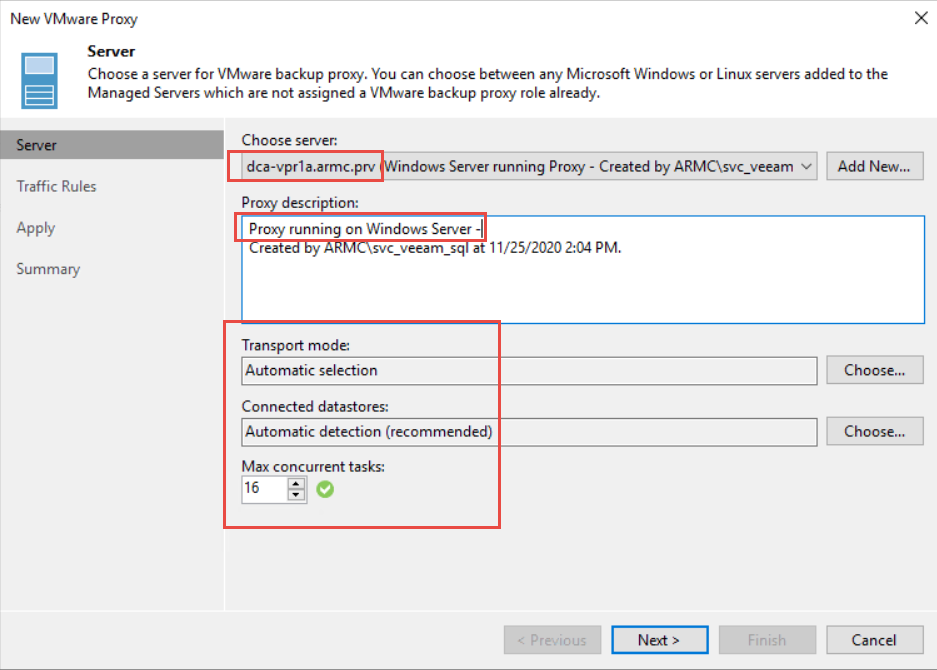 New VMware Proxy
Server
Choose a server for VMware backup proxy. You can choose between any Microsoft Windows or Linux servers added to the
Managed Servers which are not assigned a VMware backup proxy role already.
Server
Traffic Rules
Apply
Summary
Choose server:
dca-vpr1a.armc.prv (Windows Server running Proxy - Created by ARMC\svc_veeam
Add New...
Proxy description:
Proxy running on Windows Server -
Created by ARMC\svc_veeam_sql at 11/25/2020 2:04 PM.
Transport mode:
Automatic selection
Choose...
Connected datastores:
Automatic detection (recommended)
Choose...
Max concurrent tasks:
16
< Previous
Next >
Finish
Cancel